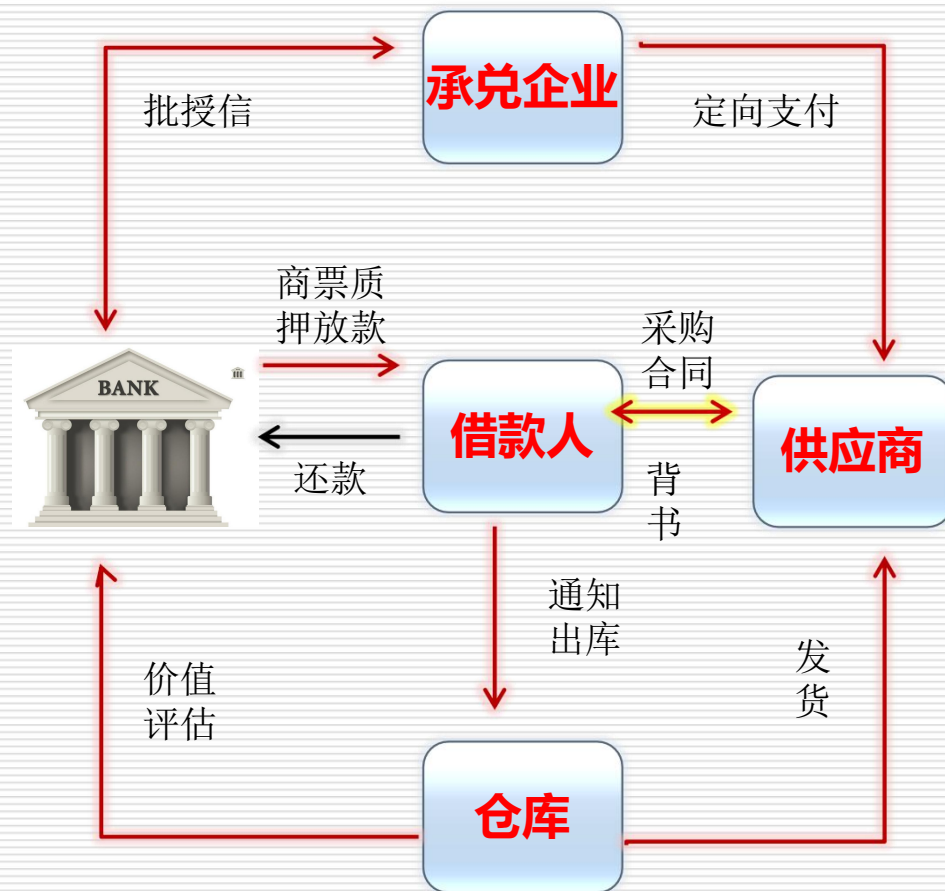 承兑企业
批授信
定向支付
商票质
押放款
采购
合同
BANK
借款人
供应商
还款
背
书
通知
出库
价值
评估
发
货
仓库